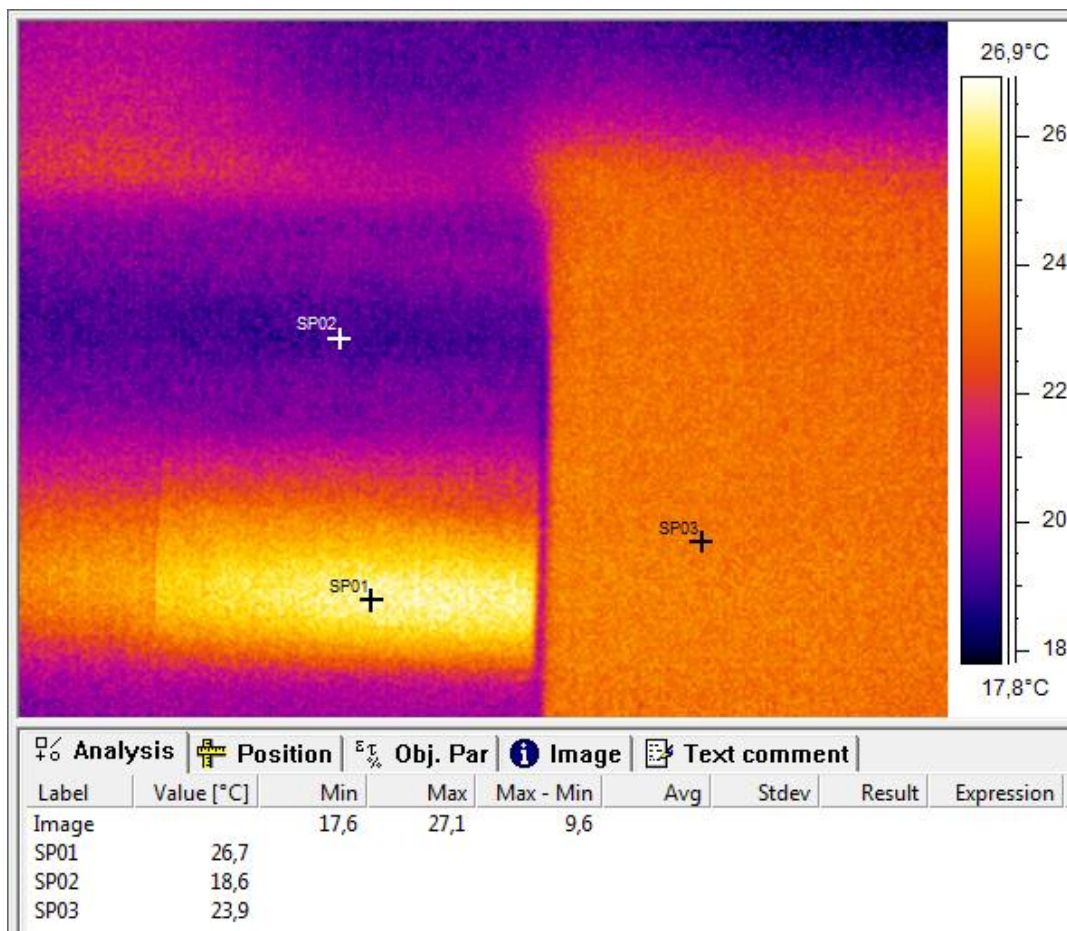 26,9°C
26
24
SP02
22
SP03
20
SP01
18
17,8°C
Analysis Position ετ% Obj. Par Image Text comment
Label Value [°C] Min Max Max - Min Avg Stdev Result Expression
Image 17,6 27,1 9,6
SP01 26,7
SP02 18,6
SP03 23,9